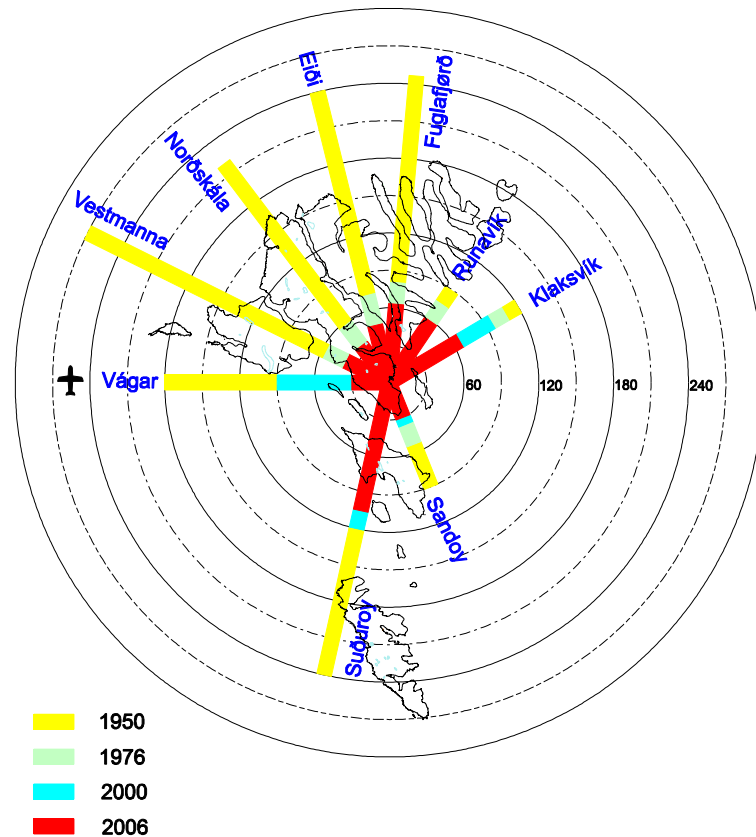 Eiði
Fuglafjørð
Norðskála
Vestmanna
Runavík
Klaksvík
Vágar
60
120
180
240
Sandoy
Suðuroy
1950
1976
2000
2006